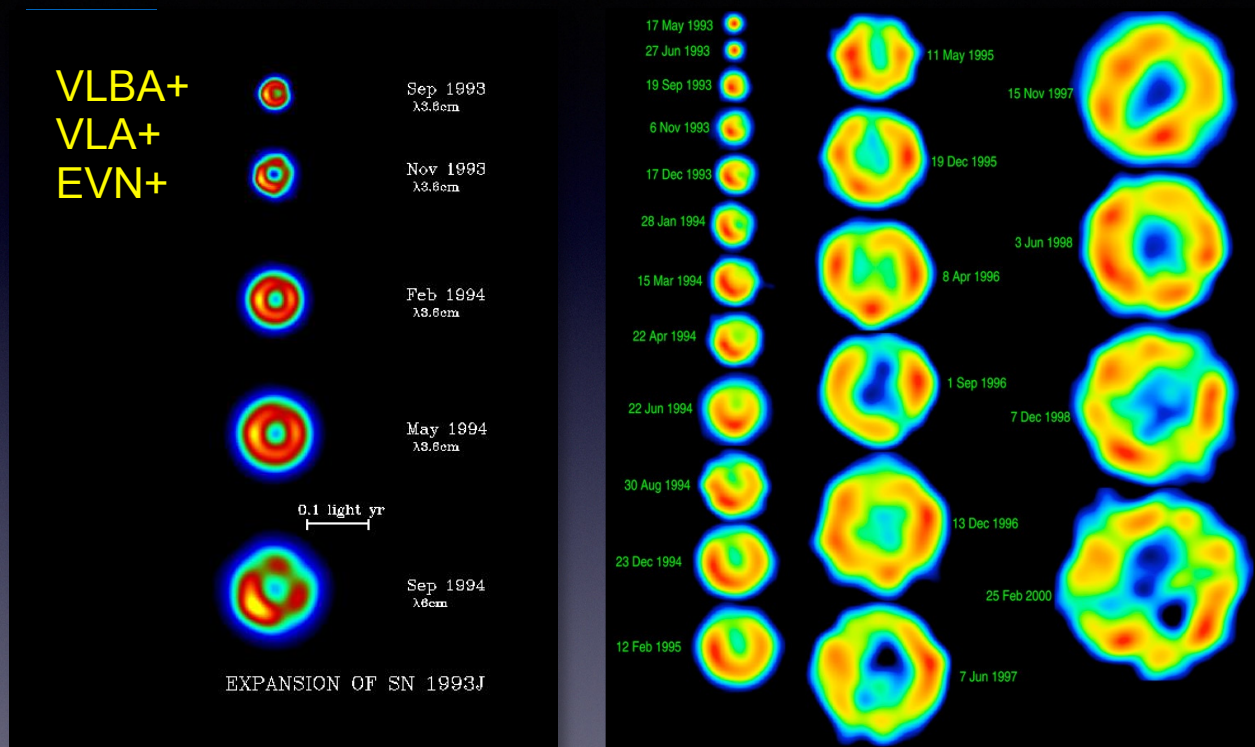 VLBA+
VLA+
EVN+
Sep 1993
λ3.6cm
Nov 1993
λ3.6cm
Feb 1994
λ3.6cm
May 1994
λ3.6cm
0.1 light yr
Sep 1994
λ6cm
EXPANSION OF SN 1993J
17 May 1993
27 Jun 1993
19 Sep 1993
6 Nov 1993
17 Dec 1993
28 Jan 1994
15 Mar 1994
22 Apr 1994
22 Jun 1994
30 Aug 1994
23 Dec 1994
12 Feb 1995
11 May 1995
19 Dec 1995
8 Apr 1996
1 Sep 1996
13 Dec 1996
7 Jun 1997
15 Nov 1997
3 Jun 1998
7 Dec 1998
25 Feb 2000